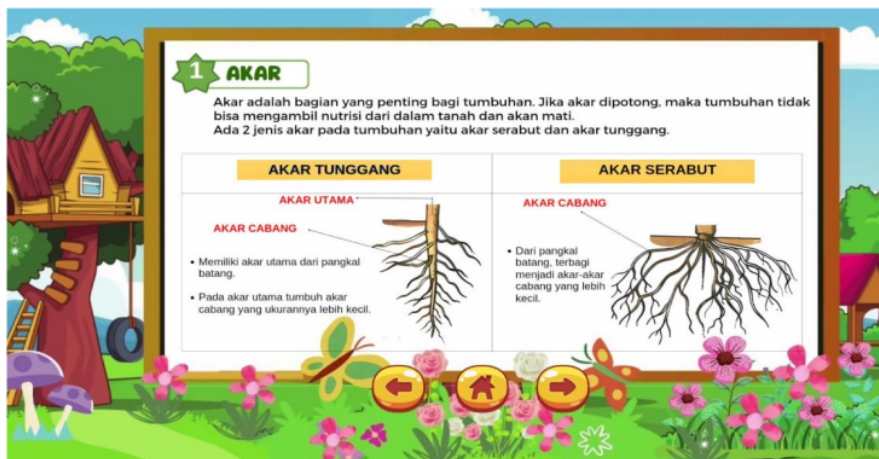 1 AKAR
Akar adalah bagian yang penting bagi tumbuhan. Jika akar dipotong, maka tumbuhan tidak
bisa mengambil nutrisi dari dalam tanah dan akan mati.
Ada 2 jenis akar pada tumbuhan yaitu akar serabut dan akar tunggang.
AKAR TUNGGANG
AKAR UTAMA
AKAR CABANG
• Memiliki akar utama dari pangkal
batang.
• Pada akar utama tumbuh akar
cabang yang ukurannya lebih kecil.
AKAR SERABUT
AKAR CABANG
• Dari pangkal
batang, terbagi
menjadi akar-akar
cabang yang lebih
kecil.